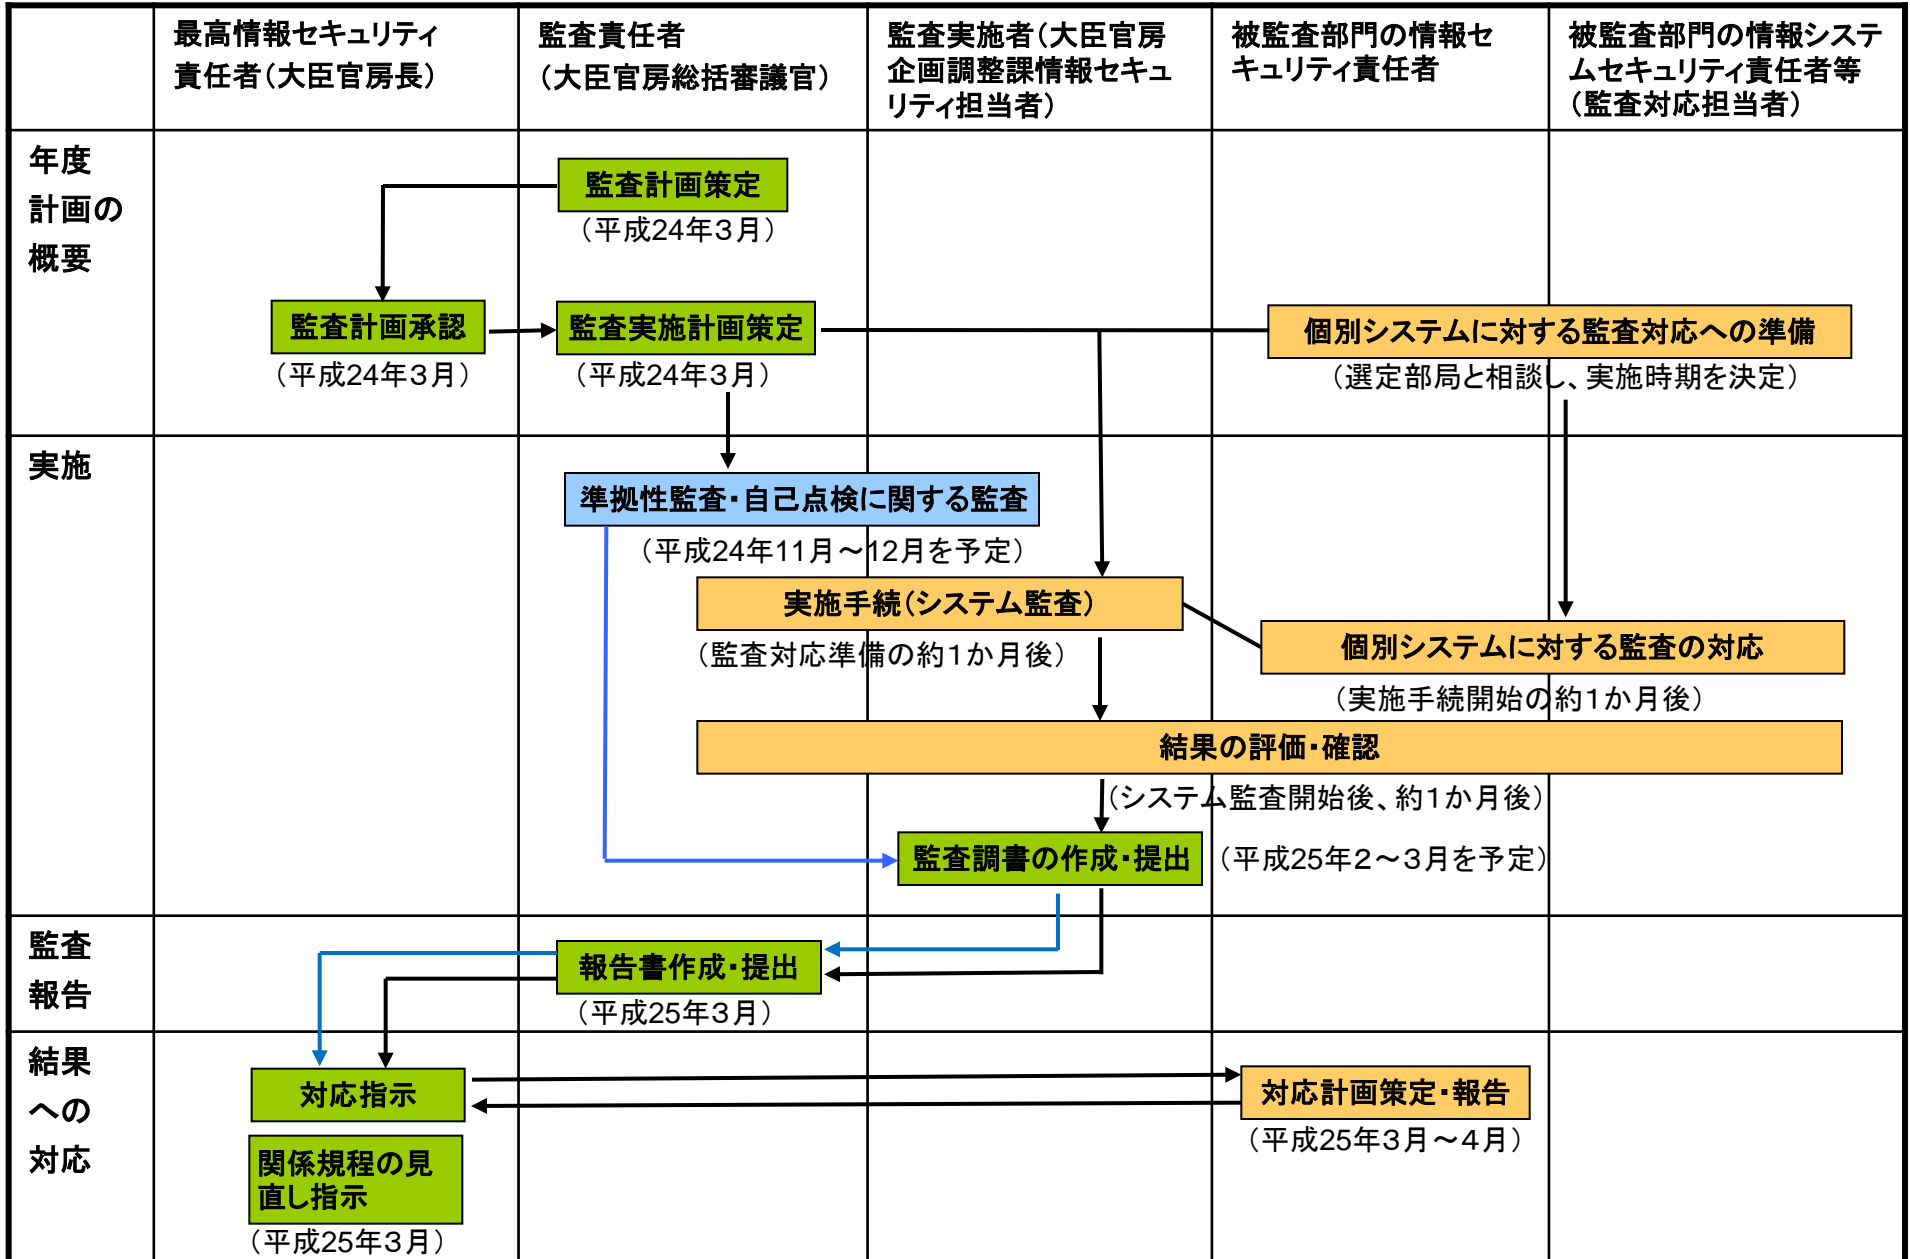 最高情報セキュリティ
責任者（大臣官房長）
監査責任者
（大臣官房総括審議官）
監査実施者（大臣官房
企画調整課情報セキュ
リティ担当者）
被監査部門の情報セ
キュリティ責任者
被監査部門の情報システ
ムセキュリティ責任者等
（監査対応担当者）
年度
計画の
概要
監査計画策定
（平成24年３月）
監査計画承認
（平成24年３月）
監査実施計画策定
（平成24年３月）
個別システムに対する監査対応への準備
（選定部局と相談し、実施時期を決定）
実施
準拠性監査・自己点検に関する監査
（平成24年11月～12月を予定）
実施手続（システム監査）
（監査対応準備の約１か月後）
個別システムに対する監査の対応
（実施手続開始の約１か月後）
結果の評価・確認
（システム監査開始後、約１か月後）
監査調書の作成・提出
（平成25年２～３月を予定）
監査
報告
報告書作成・提出
（平成25年３月）
結果
への
対応
対応指示
対応計画策定・報告
（平成25年３月～４月）
関係規程の見
直し指示
（平成25年３月）